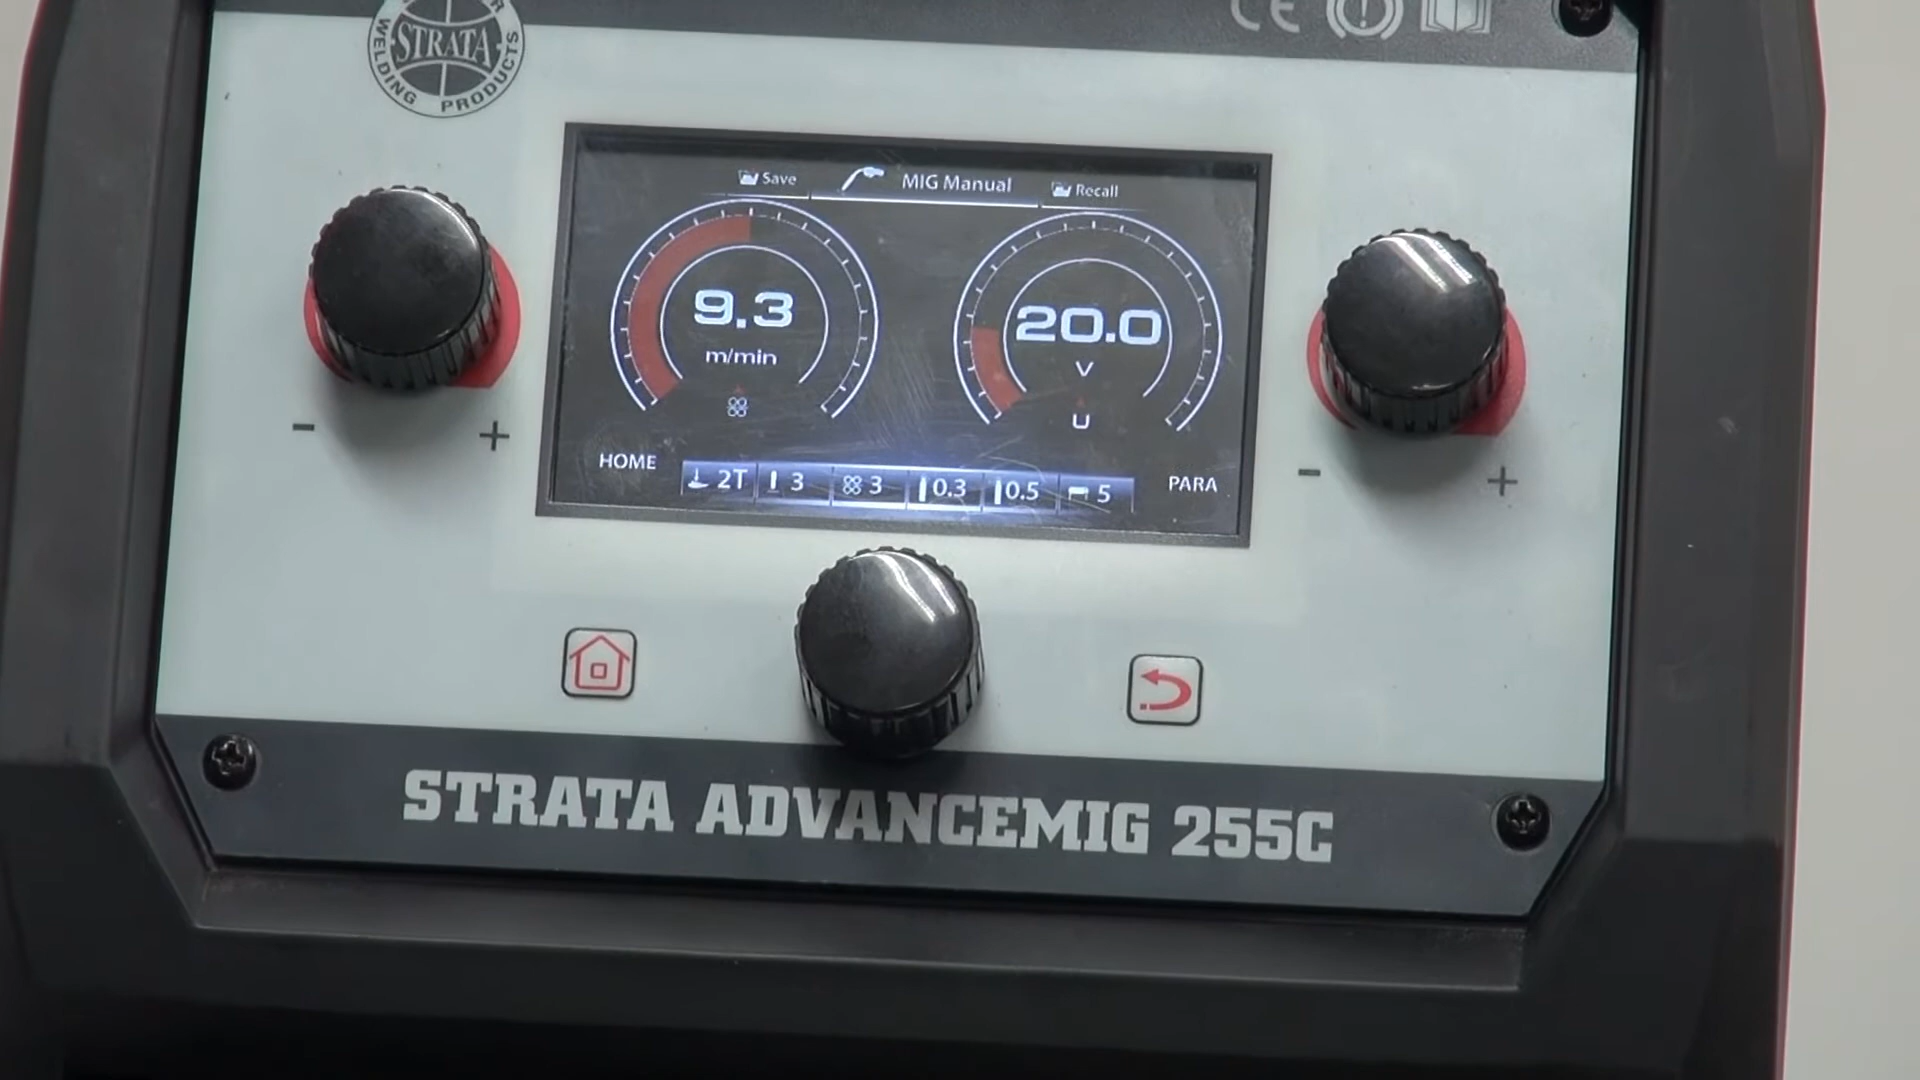 STRATA
WELDING PRODUCTS
CE
Save
MIG Manual
Recall
9.3
m/min
20.0
V
U
HOME
2T
3
3
0.3
0.5
5
PARA
- +
- +
STRATA ADVANCEMIG 255C